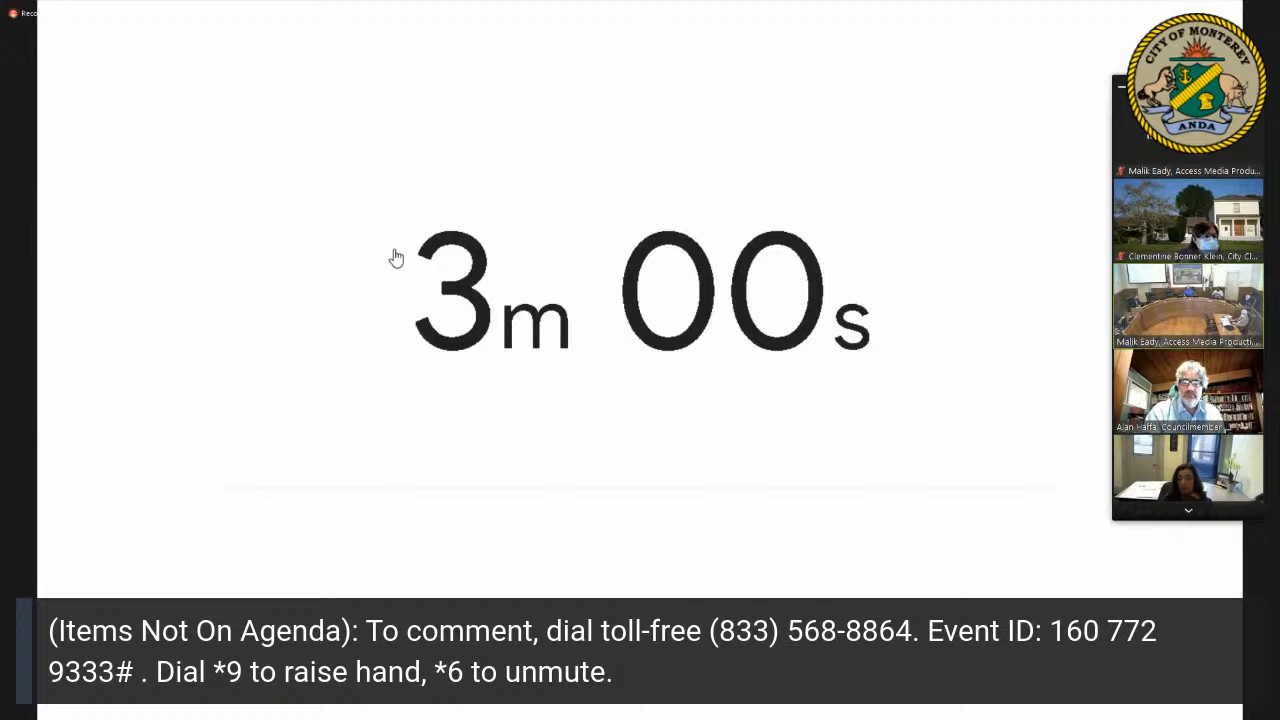 Reco
CITY OF MONTEREY
ANDA
Malik Eady, Access Media Produ...
Clementine Bonner Klein, City Cl...
Malik Eady, Access Media Producti...
Alan Haffa, Councilmember
3m 00s
(Items Not On Agenda): To comment, dial toll-free (833) 568-8864. Event ID: 160 772
9333# . Dial *9 to raise hand, *6 to unmute.